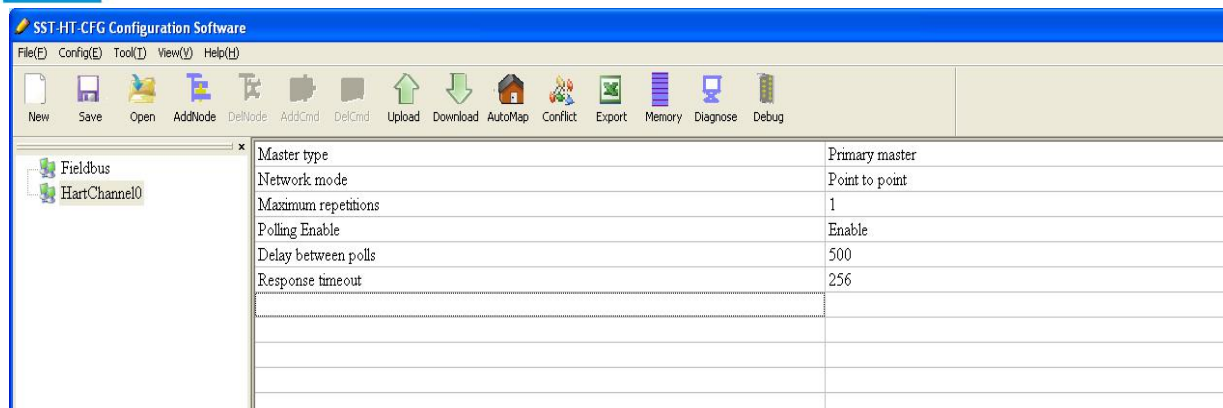 SST-HT-CFG Configuration Software
File(F) Config(E) Tool(T) View(V) Help(H)
New Save Open AddNode DelNode AddCmd DelCmd Upload Download AutoMap Conflict Export Memory Diagnose Debug
Fieldbus
HartChannel0
Master type Primary master
Network mode Point to point
Maximum repetitions 1
Polling Enable Enable
Delay between polls 500
Response timeout 256